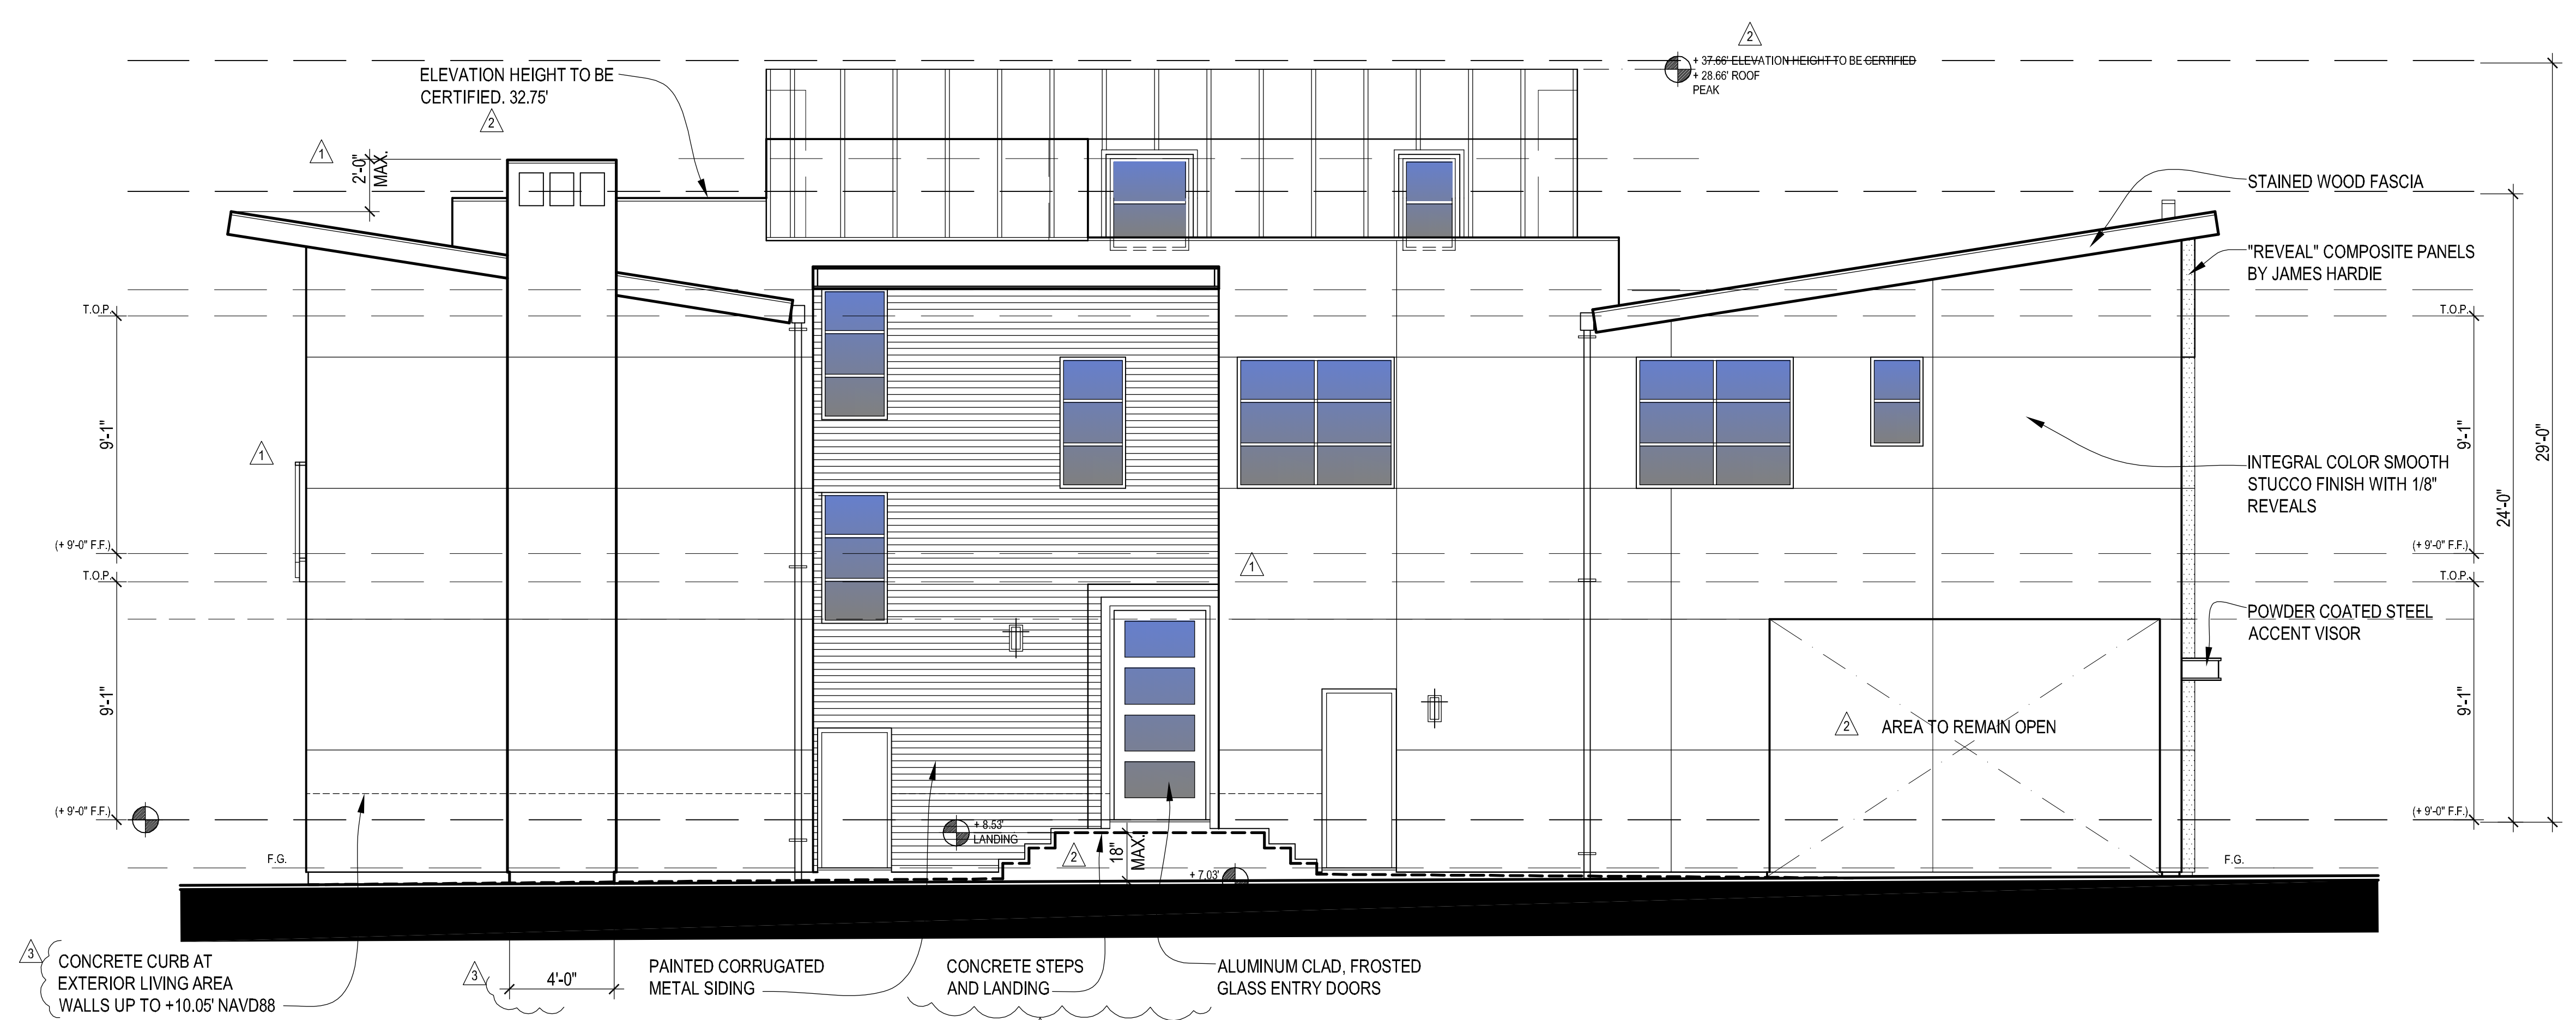 2
+ 37.66' ELEVATION HEIGHT TO BE CERTIFIED
+ 28.66' ROOF
PEAK
ELEVATION HEIGHT TO BE
CERTIFIED. 32.75'
2
1
2'-0"
MAX.
STAINED WOOD FASCIA
"REVEAL" COMPOSITE PANELS
BY JAMES HARDIE
T.O.P.
T.O.P.
9'-1"
9'-1"
29'-0"
24'-0"
1
INTEGRAL COLOR SMOOTH
STUCCO FINISH WITH 1/8"
REVEALS
(+ 9'-0" F.F.)
(+ 9'-0" F.F.)
T.O.P.
T.O.P.
1
POWDER COATED STEEL
ACCENT VISOR
9'-1"
9'-1"
2
AREA TO REMAIN OPEN
(+ 9'-0" F.F.)
(+ 9'-0" F.F.)
+ 8.53'
LANDING
2
18"
MAX.
F.G.
F.G.
+ 7.03'
3
CONCRETE CURB AT
EXTERIOR LIVING AREA
WALLS UP TO +10.05' NAVD88
3
4'-0"
PAINTED CORRUGATED
METAL SIDING
CONCRETE STEPS
AND LANDING
ALUMINUM CLAD, FROSTED
GLASS ENTRY DOORS